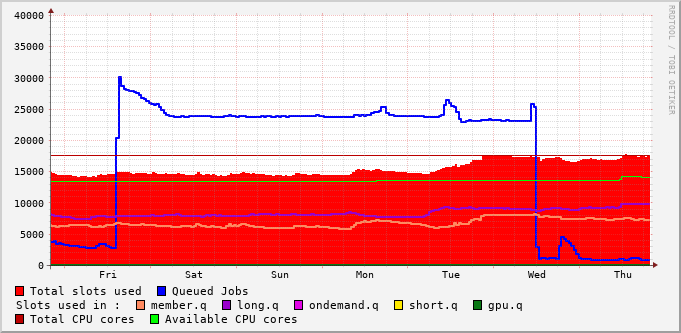 RRDTOOL / TOBI OETIKER
40000
35000
30000
25000
20000
15000
10000
5000
0
Fri Sat Sun Mon Tue Wed Thu
Total slots used Queued Jobs
Slots used in : member.q long.q ondemand.q short.q gpu.q
Total CPU cores Available CPU cores